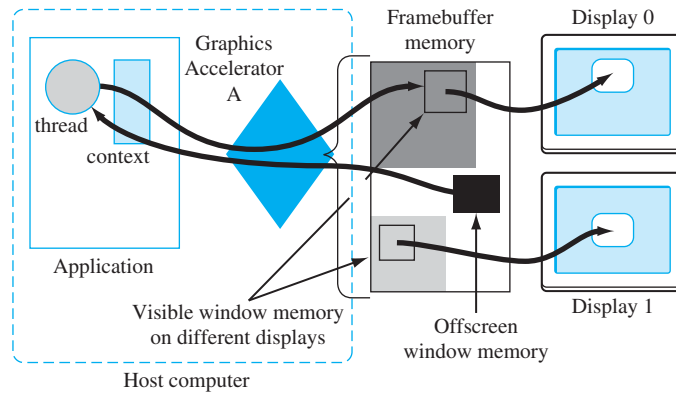 Display 0
Framebuffer
memory
Graphics
Accelerator
A
thread
context
Application
Visible window memory
on different displays
Offscreen
window memory
Display 1
Host computer